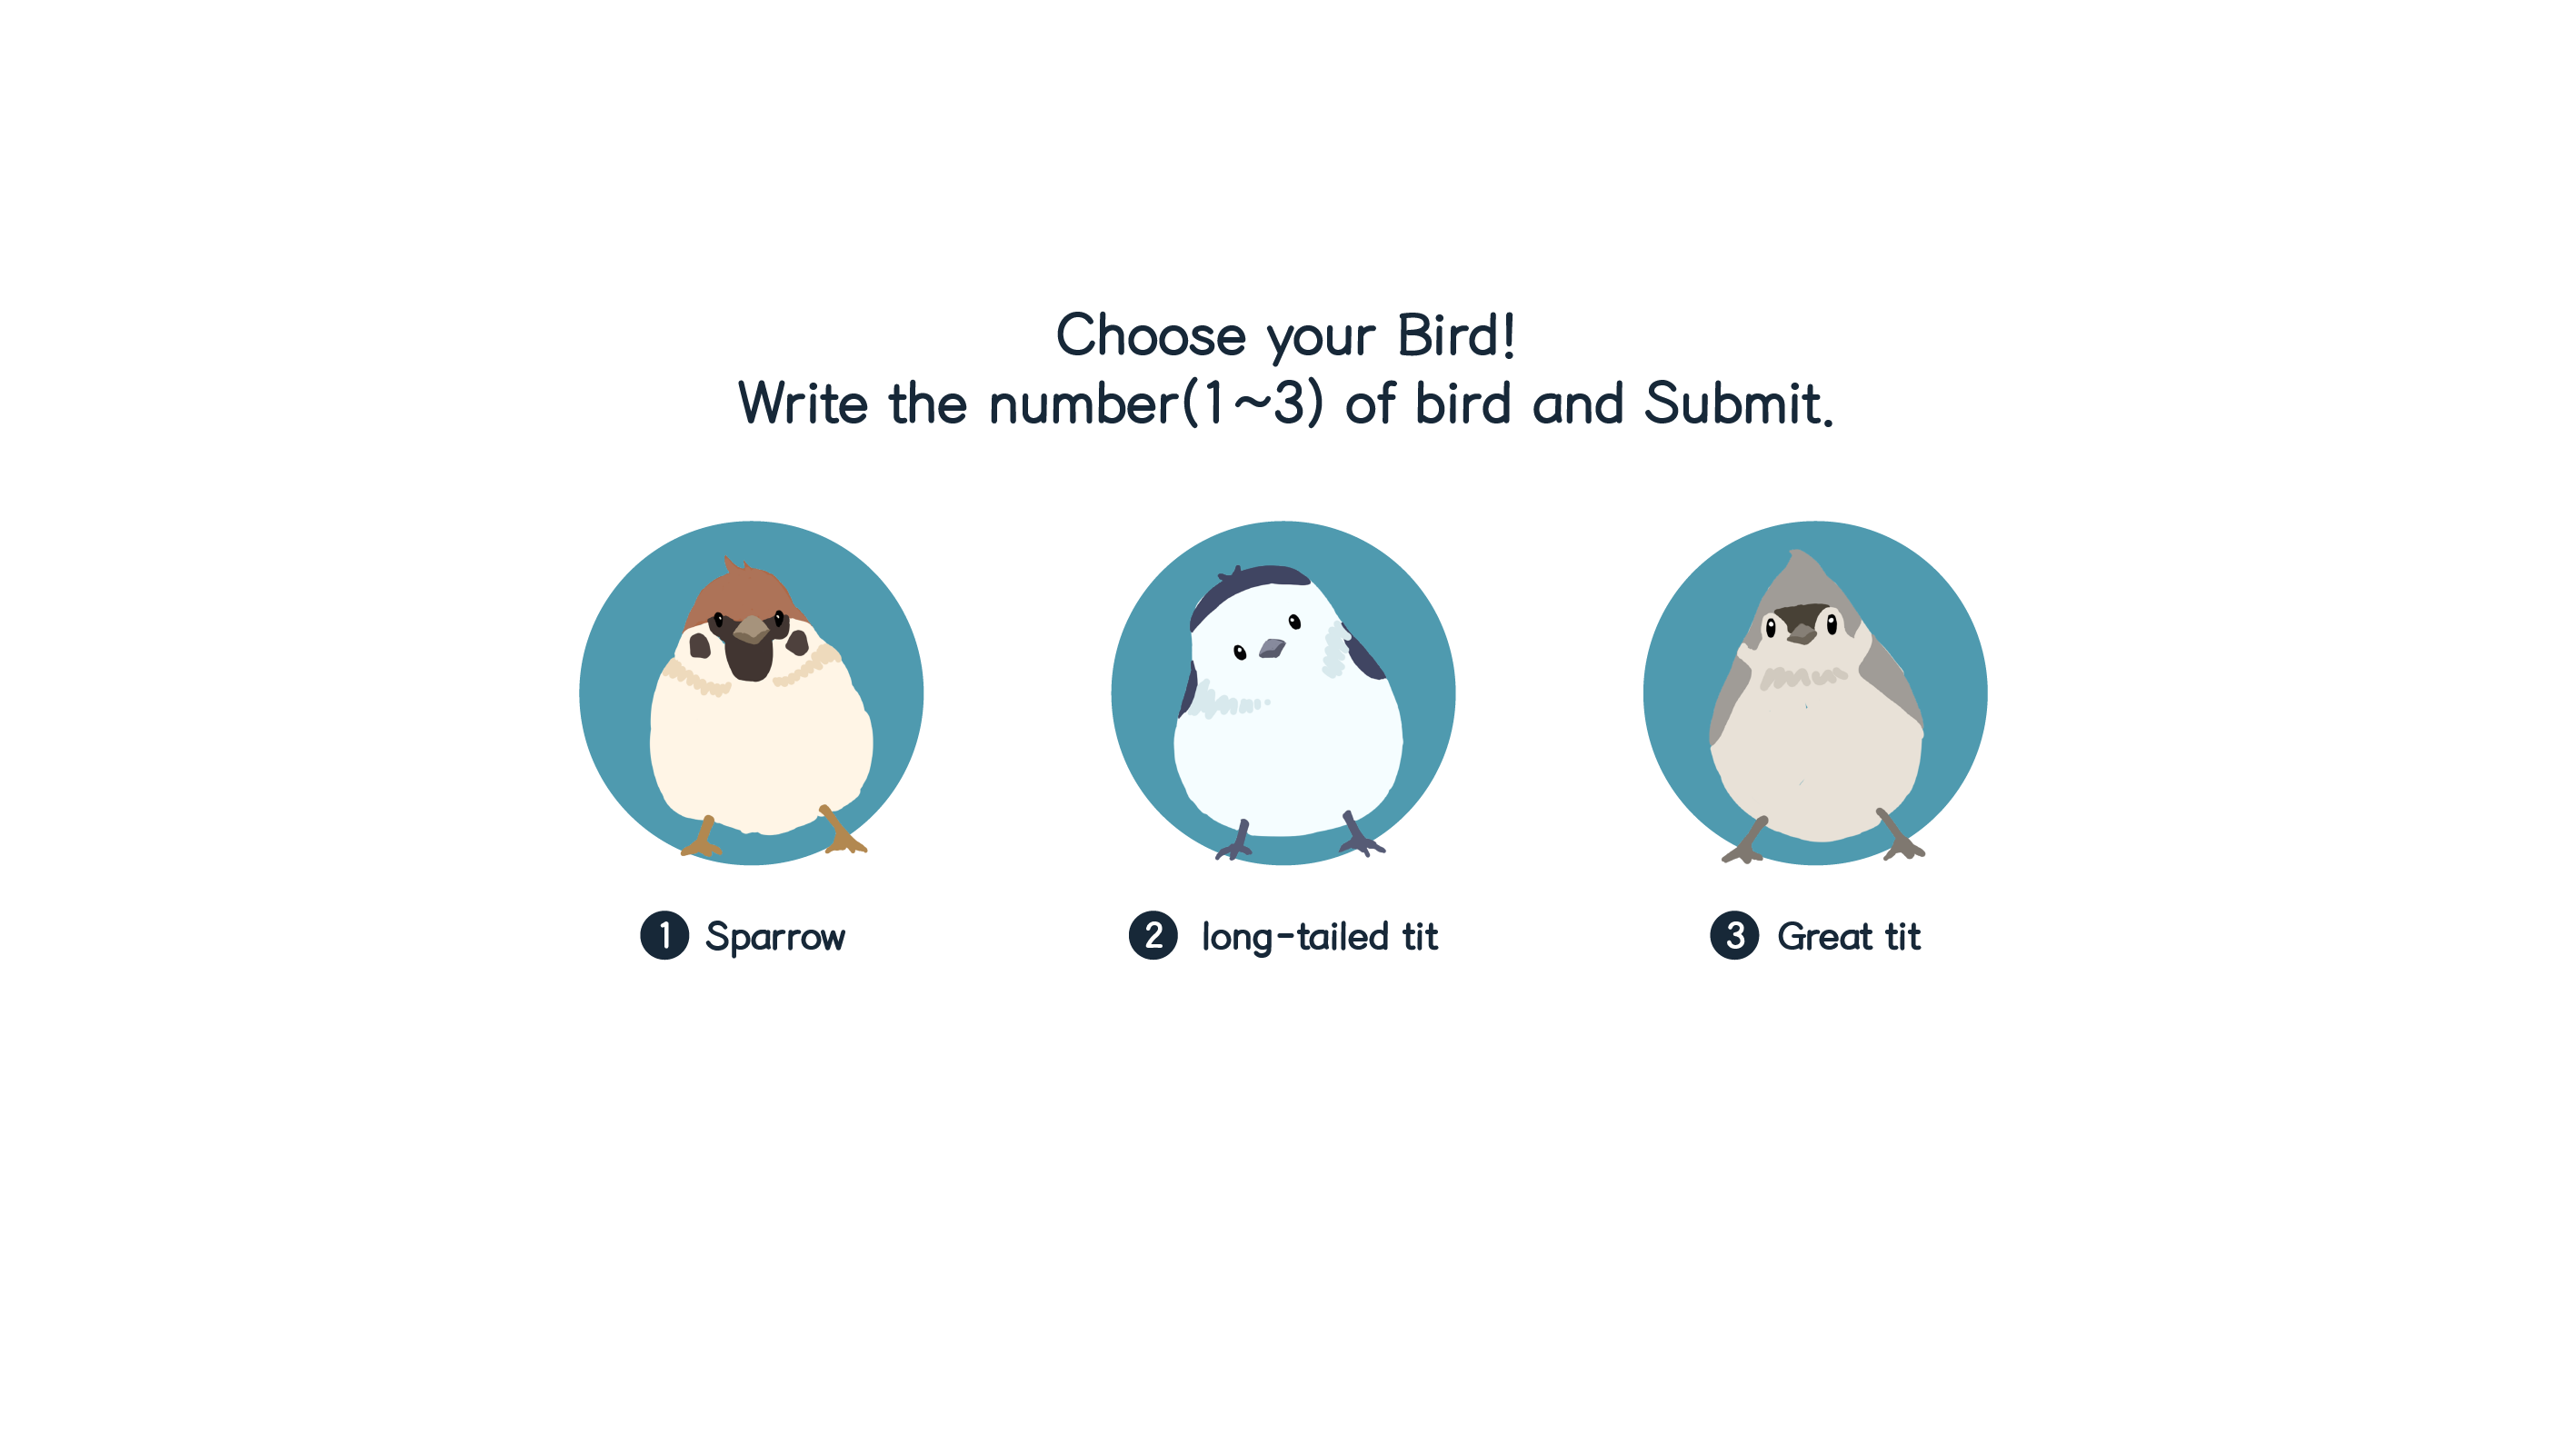 Choose your Bird!
Write the number(1~3) of bird and Submit.
1 Sparrow
2 long-tailed tit
3 Great tit